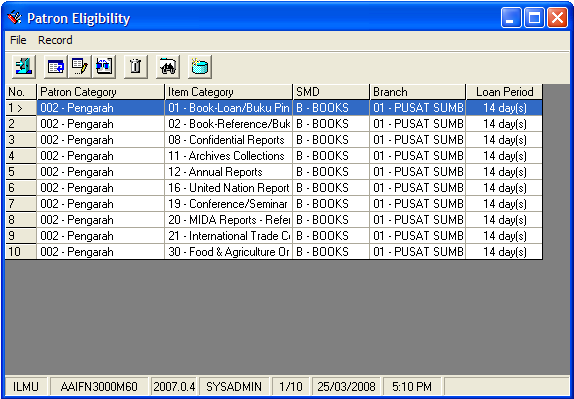 Patron Eligibility
File Record
No. Patron Category Item Category SMD Branch Loan Period
1 > 002 - Pengarah 01 - Book-Loan/Buku Pin B - BOOKS 01 - PUSAT SUMB 14 day(s)
2 002 - Pengarah 02 - Book-Reference/Buk B - BOOKS 01 - PUSAT SUMB 14 day(s)
3 002 - Pengarah 08 - Confidential Reports B - BOOKS 01 - PUSAT SUMB 14 day(s)
4 002 - Pengarah 11 - Archives Collections B - BOOKS 01 - PUSAT SUMB 14 day(s)
5 002 - Pengarah 12 - Annual Reports B - BOOKS 01 - PUSAT SUMB 14 day(s)
6 002 - Pengarah 16 - United Nation Report B - BOOKS 01 - PUSAT SUMB 14 day(s)
7 002 - Pengarah 19 - Conference/Seminar B - BOOKS 01 - PUSAT SUMB 14 day(s)
8 002 - Pengarah 20 - MIDA Reports - Refer B - BOOKS 01 - PUSAT SUMB 14 day(s)
9 002 - Pengarah 21 - International Trade Ce B - BOOKS 01 - PUSAT SUMB 14 day(s)
10 002 - Pengarah 30 - Food & Agriculture Or B - BOOKS 01 - PUSAT SUMB 14 day(s)
ILMU AAIFN3000M60 2007.0.4 SYSADMIN 1/10 25/03/2008 5:10 PM